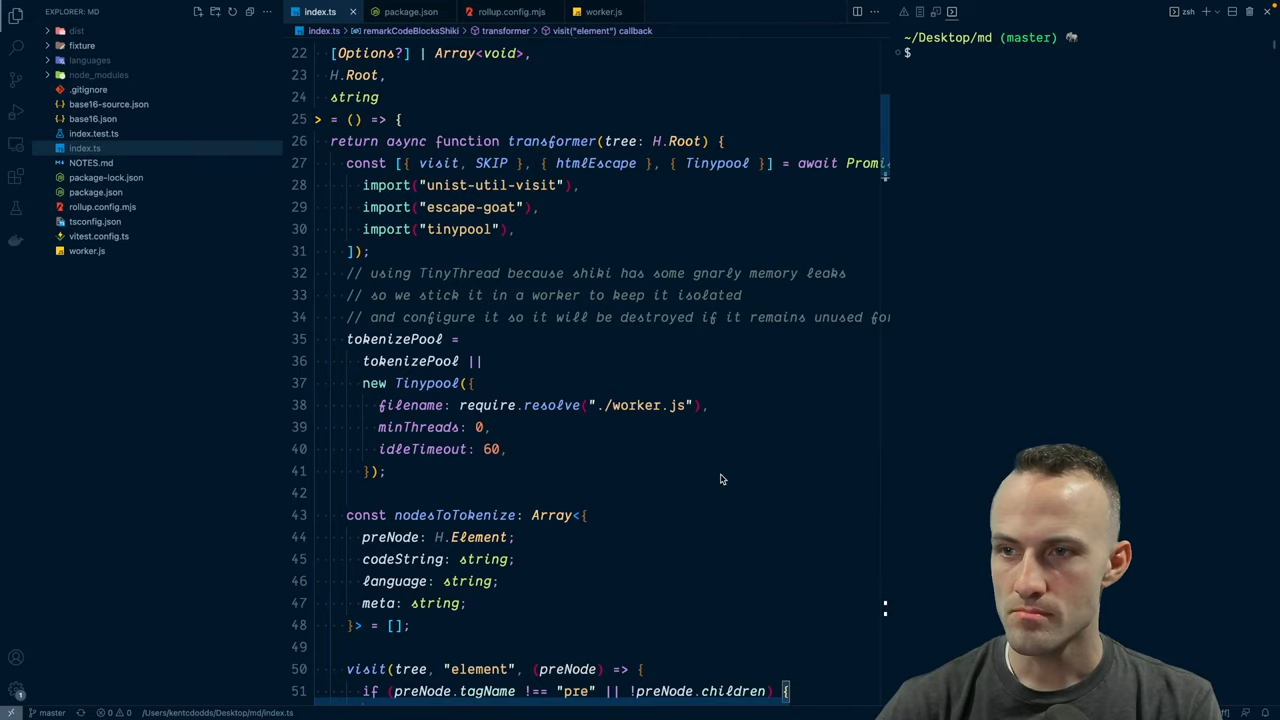 EXPLORER: MD
dist
fixture
languages
node_modules
.gitignore
base16-source.json
base16.json
index.test.ts
index.ts
NOTES.md
package-lock.json
package.json
rollup.config.mjs
tsconfig.json
vitest.config.ts
worker.js
index.ts
package.json
rollup.config.mjs
worker.js
index.ts > remarkCodeBlocksShiki > transformer > visit("element") callback
22 [Options?] | Array<void>,
23 H.Root,
24 string
25 > = () => {
26 return async function transformer(tree: H.Root) {
27 const [{ visit, SKIP }, { htmlEscape }, { Tinypool }] = await Promis
28 import("unist-util-visit"),
29 import("escape-goat"),
30 import("tinypool"),
31 ]);
32 // using TinyThread because shiki has some gnarly memory leaks
33 // so we stick it in a worker to keep it isolated
34 // and configure it so it will be destroyed if it remains unused for
35 tokenizePool =
36 tokenizePool ||
37 new Tinypool({
38 filename: require.resolve("./worker.js"),
39 minThreads: 0,
40 idleTimeout: 60,
41 });
42
43 const nodesToTokenize: Array<{
44 preNode: H.Element;
45 codeString: string;
46 language: string;
47 meta: string;
48 }> = [];
49
50 visit(tree, "element", (preNode) => {
51 if (preNode.tagName !== "pre" || !preNode.children) {
zsh
~/Desktop/md (master) 🐘
$
master
0 0
/Users/kentcdodds/Desktop/md/index.ts